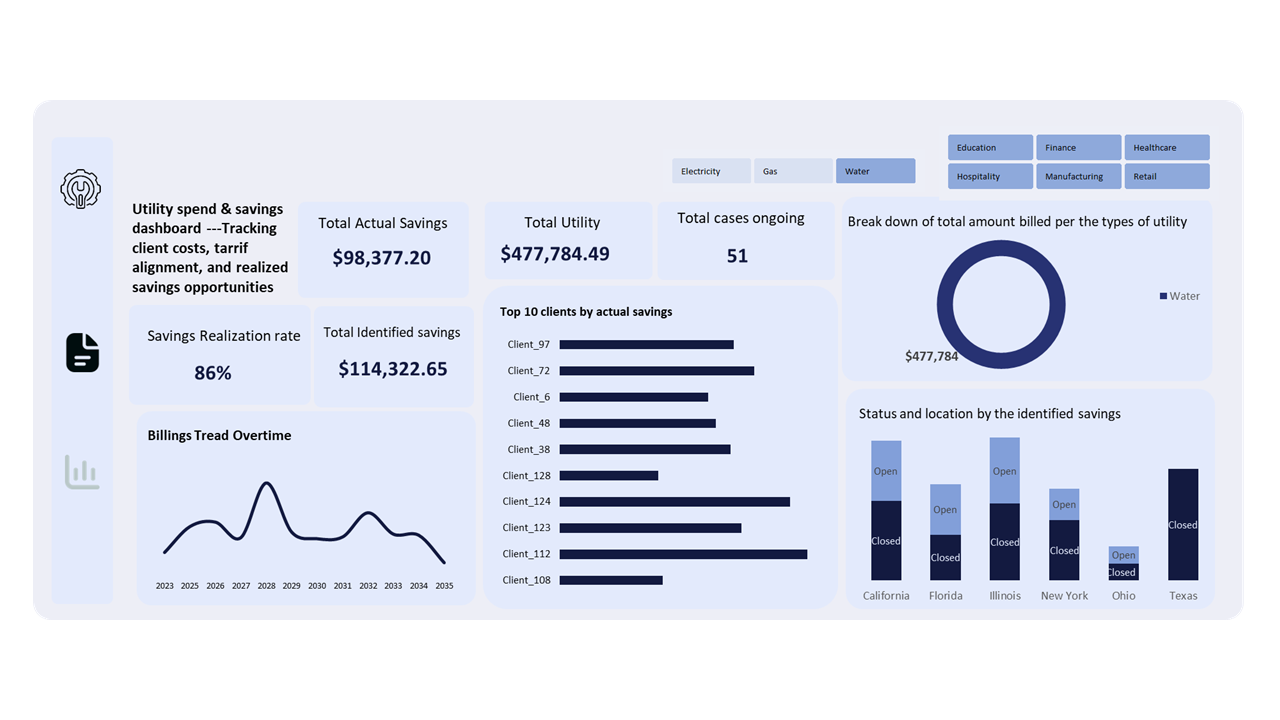 Electricity
Gas
Water
Education
Finance
Healthcare
Hospitality
Manufacturing
Retail
Utility spend & savings
dashboard ---Tracking
client costs, tarrif
alignment, and realized
savings opportunities
Total Actual Savings
$98,377.20
Total Utility
$477,784.49
Total cases ongoing
51
Break down of total amount billed per the types of utility
Water
$477,784
Savings Realization rate
86%
Total Identified savings
$114,322.65
Top 10 clients by actual savings
Client_97
Client_72
Client_6
Client_48
Client_38
Client_128
Client_124
Client_123
Client_112
Client_108
Billings Tread Overtime
2023 2025 2026 2027 2028 2029 2030 2031 2032 2033 2034 2035
Status and location by the identified savings
Open
Closed
Open
Closed
Open
Closed
Open
Closed
Open
Closed
Closed
California Florida Illinois New York Ohio Texas